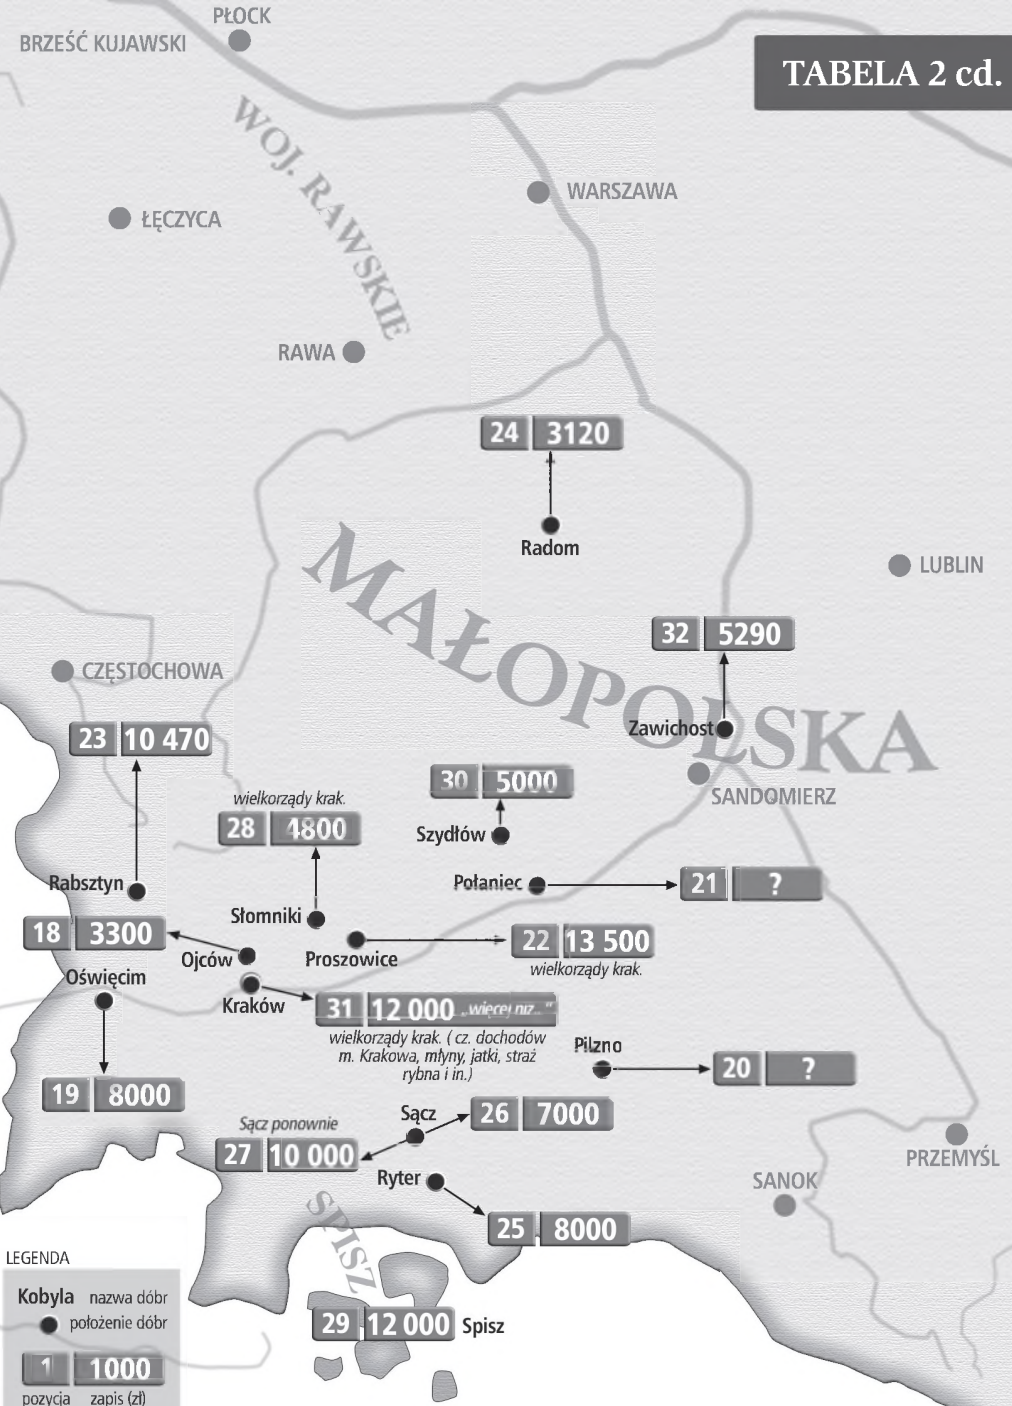 PŁOCK
BRZEŚĆ KUJAWSKI
TABELA 2 cd.
WOJ. RAWSKIE
WARSZAWA
ŁĘCZYCA
RAWA
24 3120
Radom
MAŁOPOLSKA
LUBLIN
32 5290
CZĘSTOCHOWA
Zawichost
23 10 470
30 5000
SANDOMIERZ
wielkorządy krak.
28 4800
Szydłów
Rabsztyn
Połaniec
21 ?
Słomniki
18 3300
22 13 500
Ojców
Proszowice
wielkorządy krak.
Oświęcim
Kraków
31 12 000 „więcej niż...“
wielkorządy krak. ( cz. dochodów
m. Krakowa, młyny, jatki, straż
rybna i in.)
Pilzno
20 ?
19 8000
Sącz
26 7000
Sącz ponownie
27 10 000
PRZEMYŚL
Ryter
SANOK
SPISZ
25 8000
LEGENDA
Kobyla nazwa dóbr
położenie dóbr
29 12 000 Spisz
1 1000
pozycja zapis (zł)